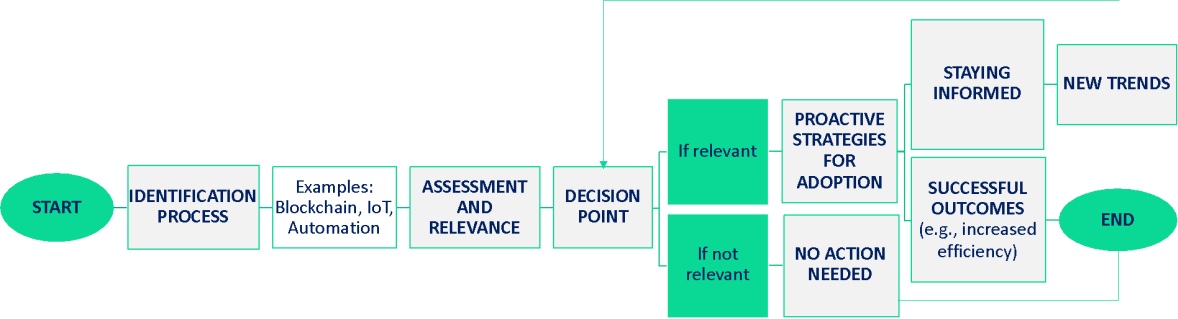 START
IDENTIFICATION
PROCESS
Examples:
Blockchain, IoT,
Automation
ASSESSMENT
AND
RELEVANCE
DECISION
POINT
If relevant
PROACTIVE
STRATEGIES
FOR
ADOPTION
STAYING
INFORMED
NEW TRENDS
SUCCESSFUL
OUTCOMES
(e.g., increased
efficiency)
END
If not
relevant
NO ACTION
NEEDED